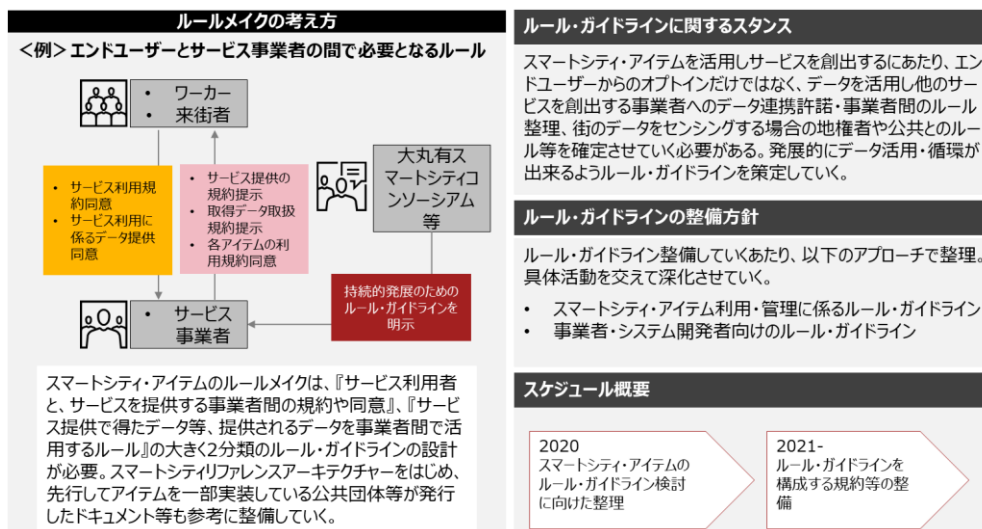 ルールメイクの考え方
＜例＞エンドユーザーとサービス事業者の間で必要となるルール
• ワーカー
• 来街者
• サービス利用規
約同意
• サービス利用に
係るデータ提供
同意
• サービス提供の
規約提示
• 取得データ取扱
規約提示
• 各アイテムの利
用規約同意
大丸有ス
マートシティコ
ンソーシアム
等
持続的発展のための
ルール・ガイドラインを
明示
• サービス
事業者
スマートシティ・アイテムのルールメイクは、『サービス利用者
と、サービスを提供する事業者間の規約や同意』、『サービ
ス提供で得たデータ等、提供されるデータを事業者間で活
用するルール』の大きく2分類のルール・ガイドラインの設計
が必要。スマートシティリファレンスアーキテクチャーをはじめ、
先行してアイテムを一部実装している公共団体等が発行
したドキュメント等も参考に整備していく。
ルール・ガイドラインに関するスタンス
スマートシティ・アイテムを活用しサービスを創出するにあたり、エン
ドユーザーからのオプトインだけではなく、データを活用し他のサー
ビスを創出する事業者へのデータ連携許諾・事業者間のルール
整理、街のデータをセンシングする場合の地権者や公共とのルー
ル等を確定させていく必要がある。発展的にデータ活用・循環が
出来るようルール・ガイドラインを策定していく。
ルール・ガイドラインの整備方針
ルール・ガイドライン整備していくあたり、以下のアプローチで整理。
具体活動を交えて深化させていく。
• スマートシティ・アイテム利用・管理に係るルール・ガイドライン
• 事業者・システム開発者向けのルール・ガイドライン
スケジュール概要
2020
スマートシティ・アイテムの
ルール・ガイドライン検討
に向けた整理
2021-
ルール・ガイドラインを
構成する規約等の整
備